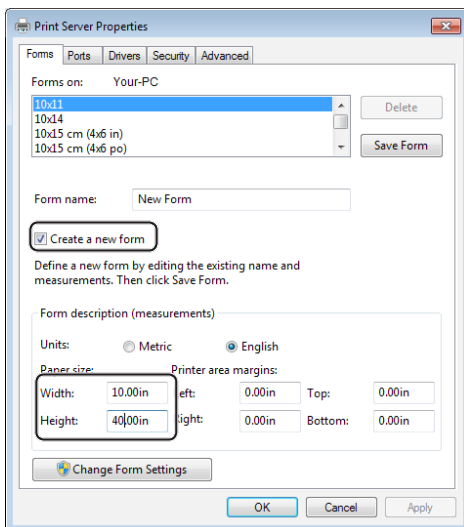 Print Server Properties
Forms Ports Drivers Security Advanced
Forms on: Your-PC
10x11
10x14
10x15 cm (4x6 in)
10x15 cm (4x6 po)
Delete
Save Form
Form name: New Form
Create a new form
Define a new form by editing the existing name and
measurements. Then click Save Form.
Form description (measurements)
Units: Metric English
Paper size: Printer area margins:
Width: 10.00in Left: 0.00in Top: 0.00in
Height: 40.00in Right: 0.00in Bottom: 0.00in
Change Form Settings
OK Cancel Apply